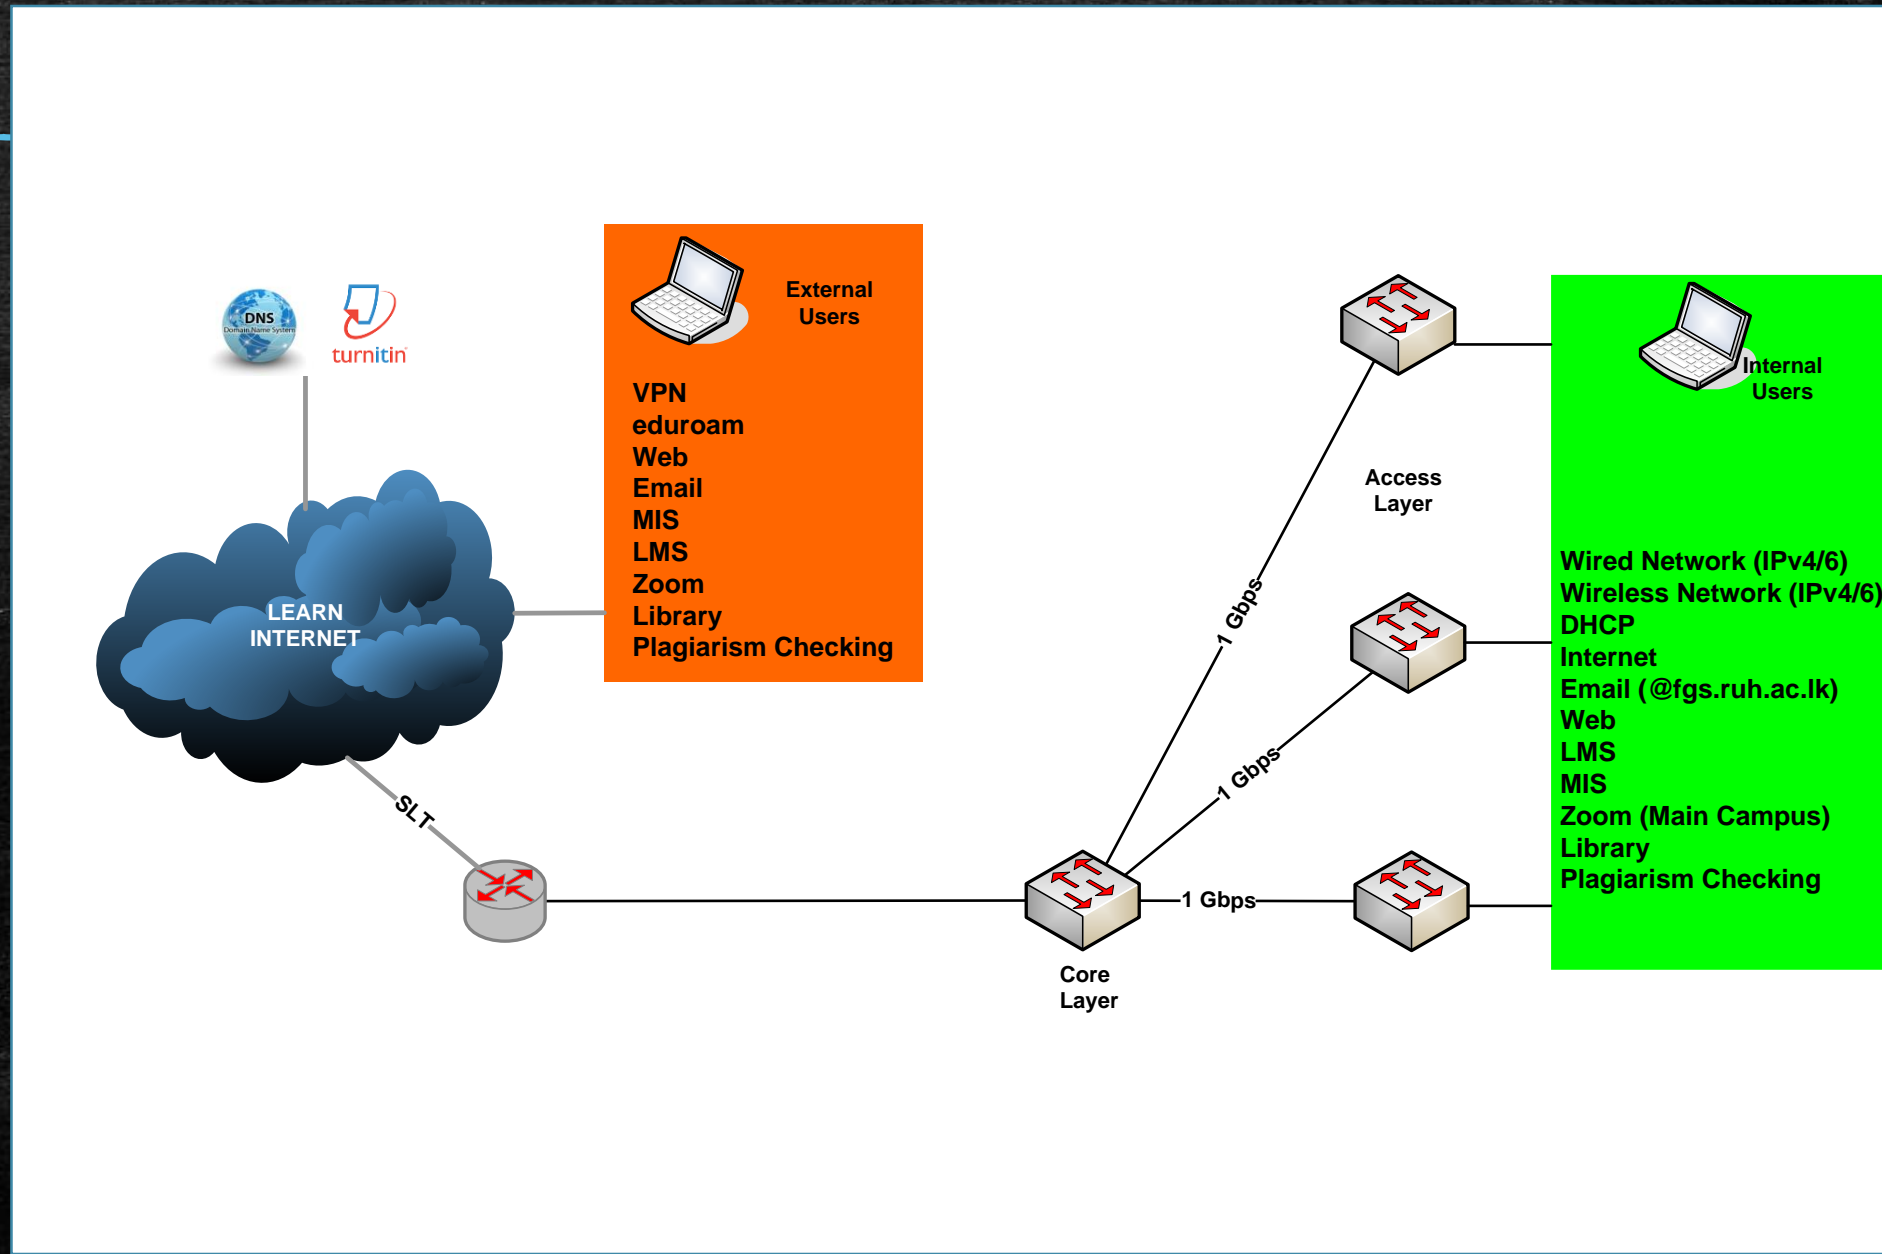 DNS
Domain Name System
turnitin
LEARN
INTERNET
SLT
External
Users
VPN
eduroam
Web
Email
MIS
LMS
Zoom
Library
Plagiarism Checking
1 Gbps
1 Gbps
1 Gbps
Core
Layer
Access
Layer
Internal
Users
Wired Network (IPv4/6)
Wireless Network (IPv4/6)
DHCP
Internet
Email (@fgs.ruh.ac.lk)
Web
LMS
MIS
Zoom (Main Campus)
Library
Plagiarism Checking